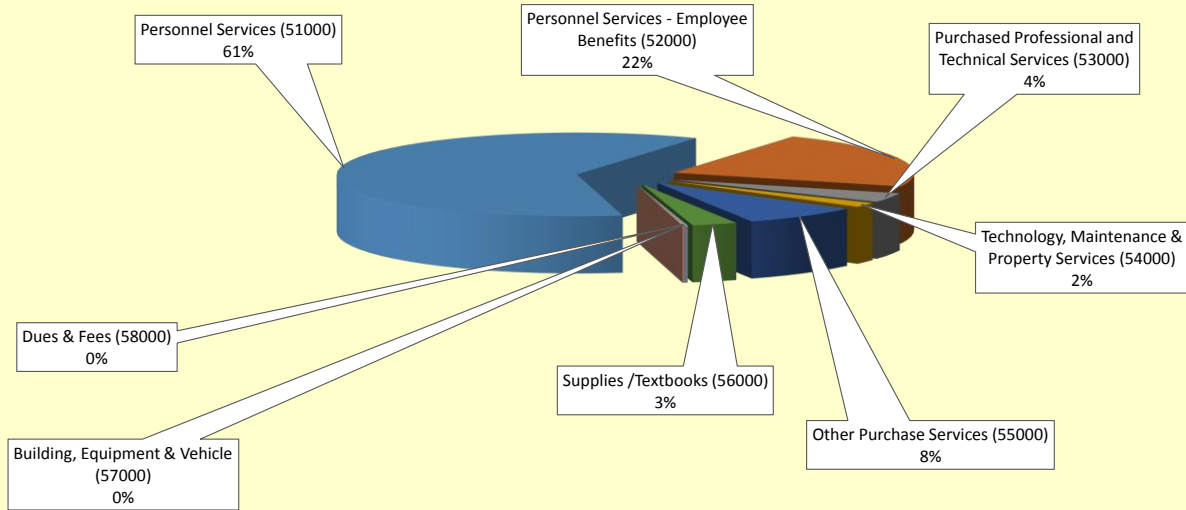 Personnel Services (51000)
61%
Personnel Services - Employee
Benefits (52000)
22%
Purchased Professional and
Technical Services (53000)
4%
Technology, Maintenance &
Property Services (54000)
2%
Dues & Fees (58000)
0%
Supplies /Textbooks (56000)
3%
Other Purchase Services (55000)
8%
Building, Equipment & Vehicle
(57000)
0%